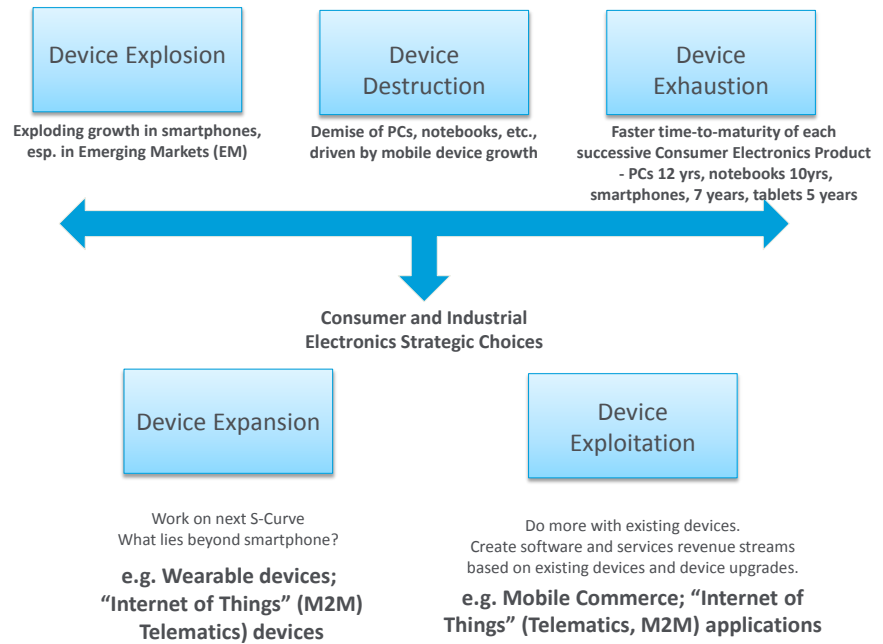 Device Explosion
Device
Destruction
Device
Exhaustion
Exploding growth in smartphones,
esp. in Emerging Markets (EM)
Demise of PCs, notebooks, etc.,
driven by mobile device growth
Faster time-to-maturity of each
successive Consumer Electronics Product
- PCs 12 yrs, notebooks 10yrs,
smartphones, 7 years, tablets 5 years
Consumer and Industrial
Electronics Strategic Choices
Device Expansion
Device
Exploitation
Work on next S-Curve
What lies beyond smartphone?
e.g. Wearable devices;
“Internet of Things” (M2M)
Telematics) devices
Do more with existing devices.
Create software and services revenue streams
based on existing devices and device upgrades.
e.g. Mobile Commerce; “Internet of
Things” (Telematics, M2M) applications